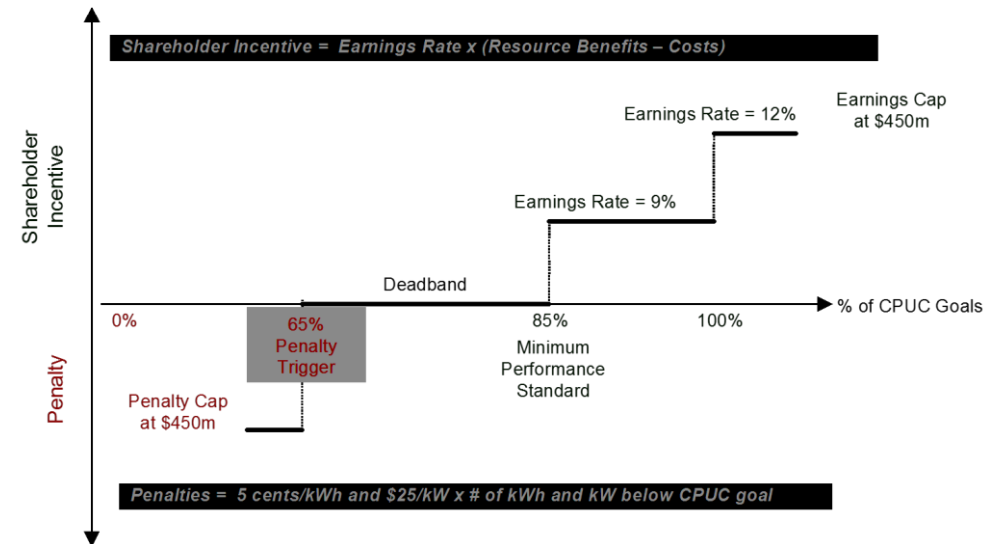 Shareholder Incentive = Earnings Rate x (Resource Benefits – Costs)
Earnings Rate = 12%
Earnings Cap
at $450m
Shareholder
Incentive
Earnings Rate = 9%
Deadband
% of CPUC Goals
0%
65%
Penalty
Trigger
85%
Minimum
Performance
Standard
100%
Penalty
Penalty Cap
at $450m
Penalties = 5 cents/kWh and $25/kW x # of kWh and kW below CPUC goal